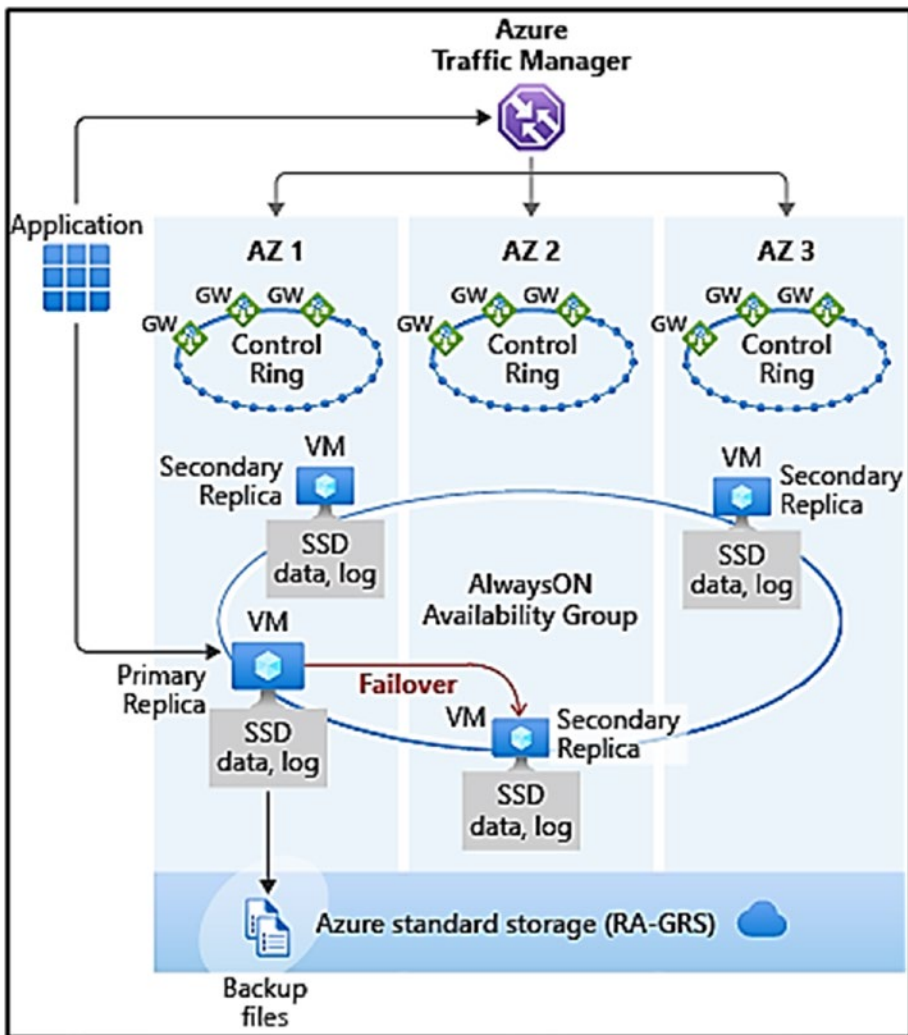 Azure
Traffic Manager
Application
AZ 1
AZ 2
AZ 3
GW
GW
GW
Control
Ring
GW
GW
GW
Control
Ring
GW
GW
GW
Control
Ring
VM
Secondary
Replica
SSD
data, log
VM
Secondary
Replica
SSD
data, log
AlwaysON
Availability Group
VM
Primary
Replica
SSD
data, log
Failover
VM
Secondary
Replica
SSD
data, log
Azure standard storage (RA-GRS)
Backup
files